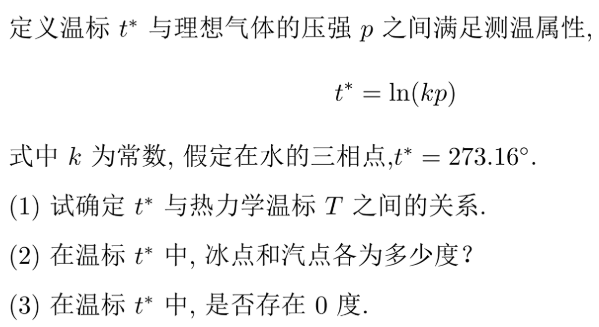 定义温标 t* 与理想气体的压强 p 之间满足测温属性,
t* = ln(kp)
式中 k 为常数, 假定在水的三相点,t* = 273.16°.
(1) 试确定 t* 与热力学温标 T 之间的关系.
(2) 在温标 t* 中, 冰点和汽点各为多少度?
(3) 在温标 t* 中, 是否存在 0 度.